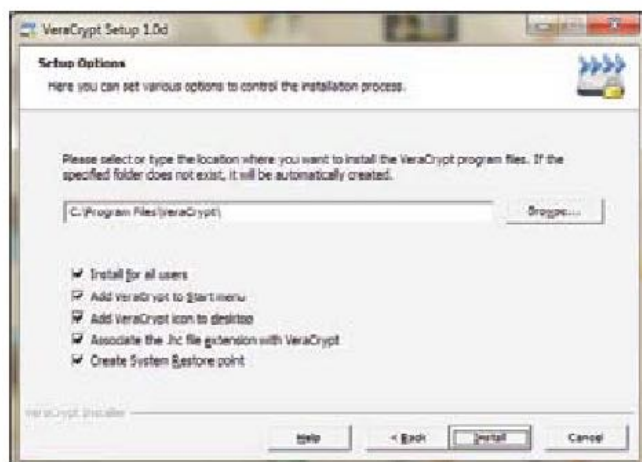 VeraCrypt Setup 1.0d
Setup Options
Here you can set various options to control the installation process.
Please select or type the location where you want to install the VeraCrypt program files. If the
specified folder does not exist, it will be automatically created.
C:\Program Files\VeraCrypt\
Browse...
Install for all users
Add VeraCrypt to Start menu
Add VeraCrypt icon to desktop
Associate the .hc file extension with VeraCrypt
Create System Restore point
VeraCrypt Installer
Help
< Back
Install
Cancel